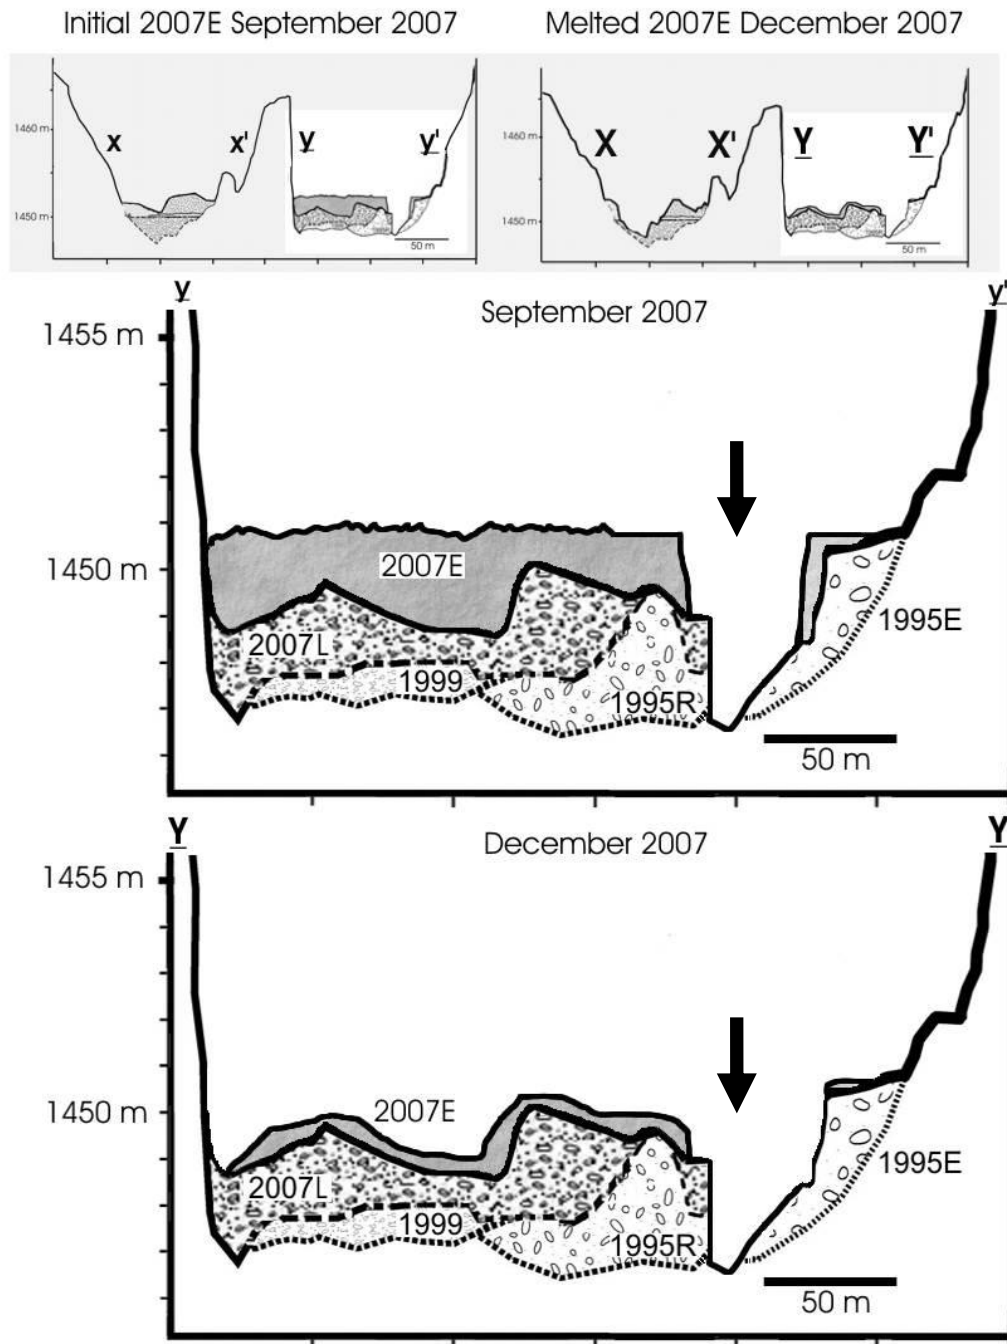 Initial 2007E September 2007
Melted 2007E December 2007
1460 m
x
x'
y
y'
1450 m
50 m
1460 m
X
X'
Y
Y'
1450 m
50 m
y
y'
September 2007
1455 m
1450 m
2007E
2007L
1999
1995R
1995E
50 m
Y
Y
December 2007
1455 m
1450 m
2007E
2007L
1999
1995R
1995E
50 m